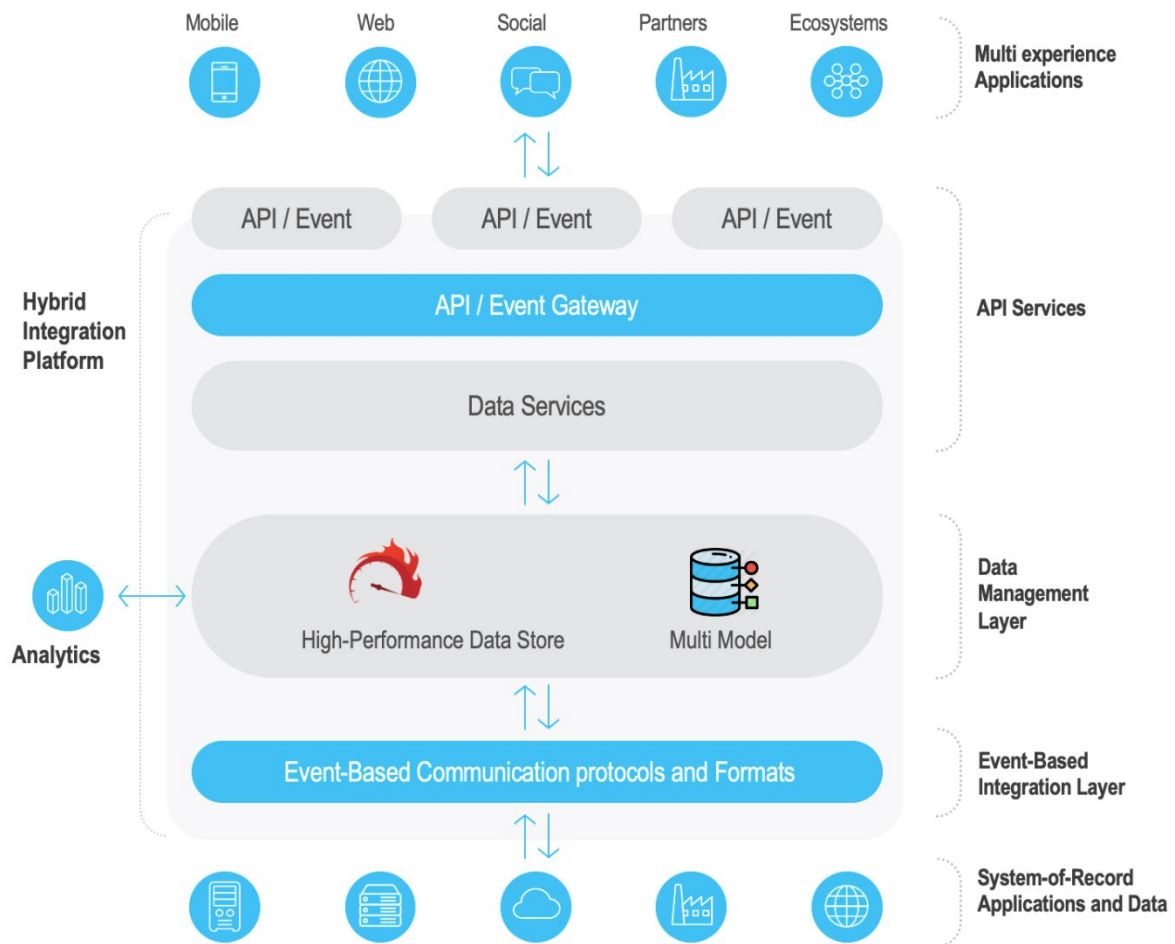 Mobile
Web
Social
Partners
Ecosystems
Multi experience
Applications
API / Event
API / Event
API / Event
Hybrid
Integration
Platform
API / Event Gateway
API Services
Data Services
High-Performance Data Store
Multi Model
Data
Management
Layer
Analytics
Event-Based Communication protocols and Formats
Event-Based
Integration Layer
System-of-Record
Applications and Data